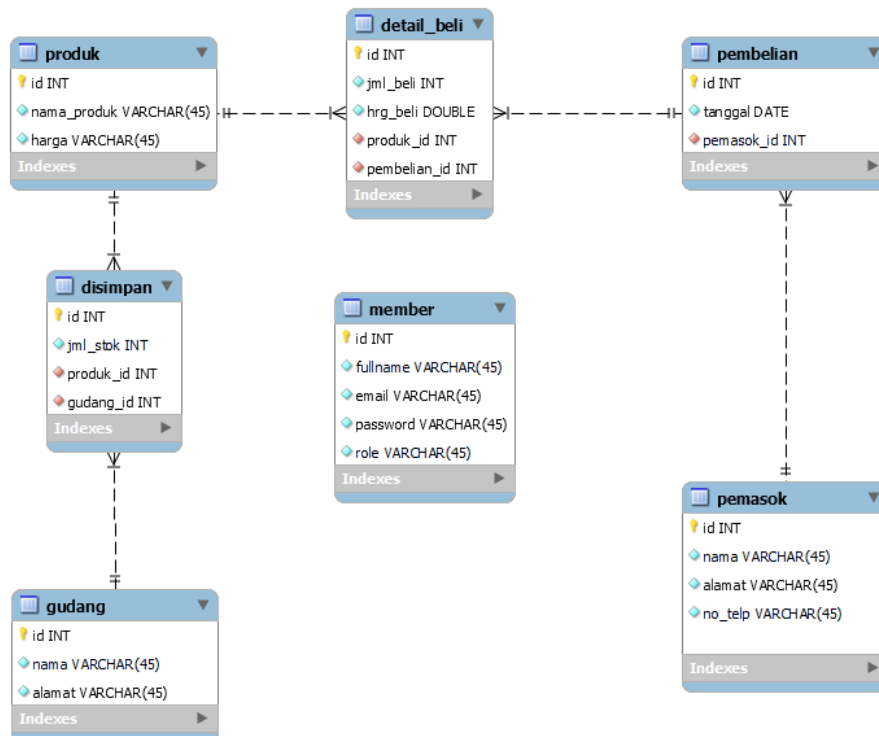 produk
id INT
nama_produk VARCHAR(45)
harga VARCHAR(45)
Indexes
detail_beli
id INT
jml_beli INT
hrg_beli DOUBLE
produk_id INT
pembelian_id INT
Indexes
pembelian
id INT
tanggal DATE
pemasok_id INT
Indexes
disimpan
id INT
jml_stok INT
produk_id INT
gudang_id INT
Indexes
member
id INT
fullname VARCHAR(45)
email VARCHAR(45)
password VARCHAR(45)
role VARCHAR(45)
Indexes
pemasok
id INT
nama VARCHAR(45)
alamat VARCHAR(45)
no_telp VARCHAR(45)
Indexes
gudang
id INT
nama VARCHAR(45)
alamat VARCHAR(45)
Indexes